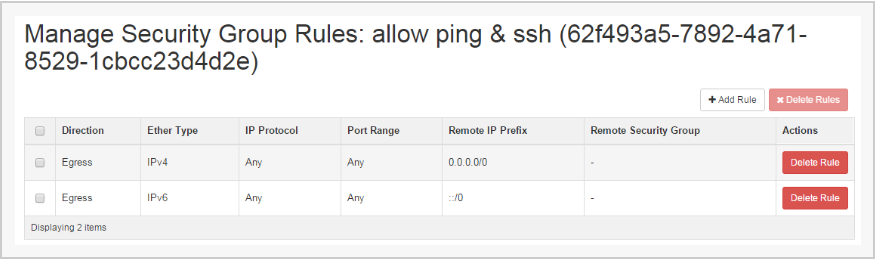 Manage Security Group Rules: allow ping & ssh (62f493a5-7892-4a71-
8529-1cbcc23d4d2e)
+ Add Rule ✖ Delete Rules
Direction Ether Type IP Protocol Port Range Remote IP Prefix Remote Security Group Actions
Egress IPv4 Any Any 0.0.0.0/0 - Delete Rule
Egress IPv6 Any Any ::/0 - Delete Rule
Displaying 2 items